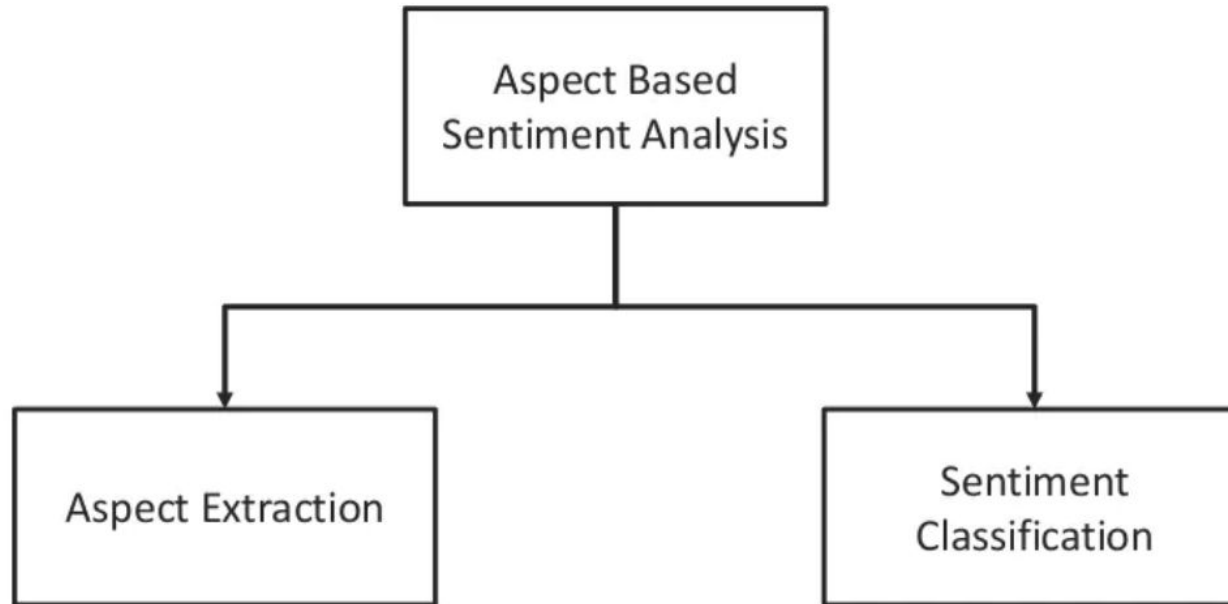 Aspect Based
Sentiment Analysis
Aspect Extraction
Sentiment
Classification